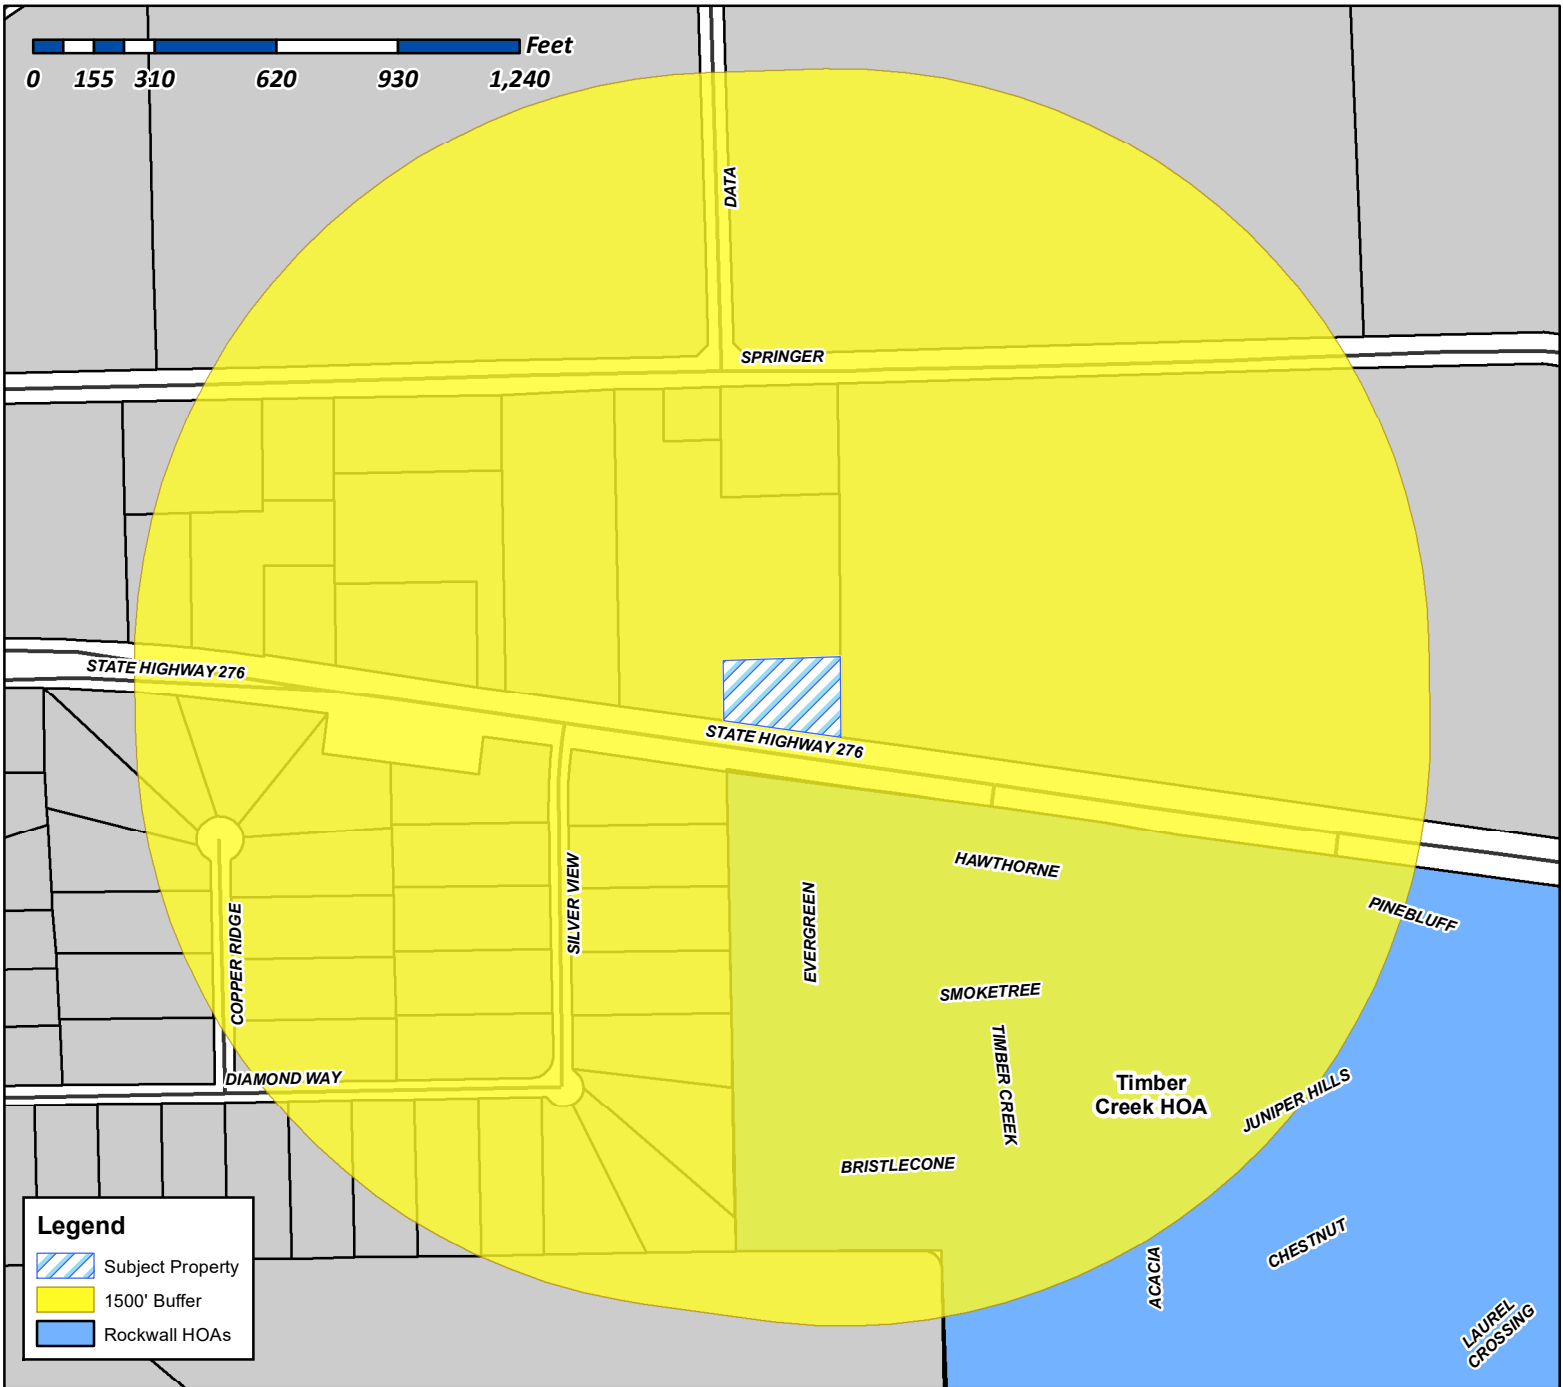 Feet
0 155 310 620 930 1,240
DATA
SPRINGER
STATE HIGHWAY 276
STATE HIGHWAY 276
HAWTHORNE
PINEBLUFF
EVERGREEN
SILVER VIEW
COPPER RIDGE
SMOKETREE
TIMBER CREEK
DIAMOND WAY
Timber
Creek HOA
JUNIPER HILLS
BRISTLECONE
CHESTNUT
ACACIA
LAUREL
CROSSING
Legend
Subject Property
1500' Buffer
Rockwall HOAs